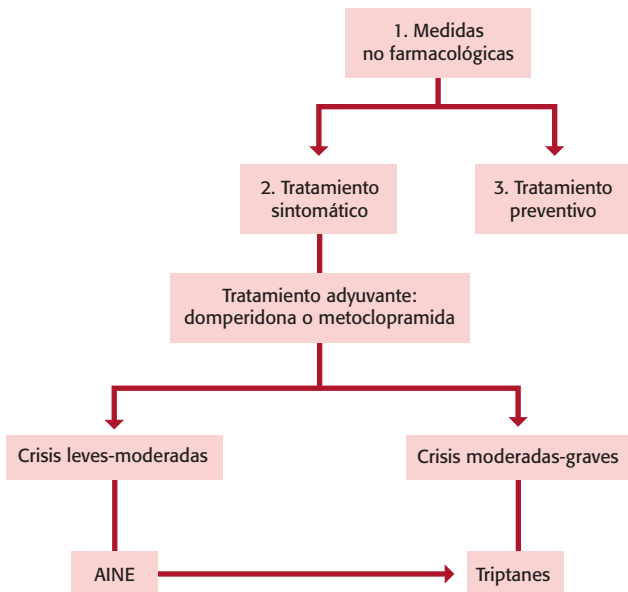 1. Medidas
no farmacológicas
2. Tratamiento
sintomático
3. Tratamiento
preventivo
Tratamiento adyuvante:
domperidona o metoclopramida
Crisis leves-moderadas
Crisis moderadas-graves
AINE
Triptanes